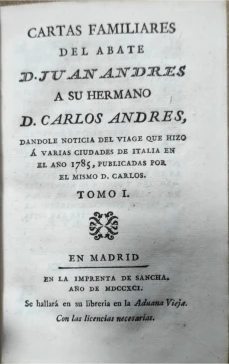 CARTAS FAMILIARES
DEL ABATE
D. JUAN ANDRES
A SU HERMANO
D. CARLOS ANDRES,
DANDOLE NOTICIA DEL VIAGE QUE HIZO
Á VARIAS CIUDADES DE ITALIA EN
EL AÑO 1785, PUBLICADAS POR
EL MISMO D. CARLOS.
TOMO I.
EN MADRID
EN LA IMPRENTA DE SANCHA,
AÑO DE MDCCXCI.
Se hallará en su libreria en la Aduana Vieja.
Con las licencias necesarias.